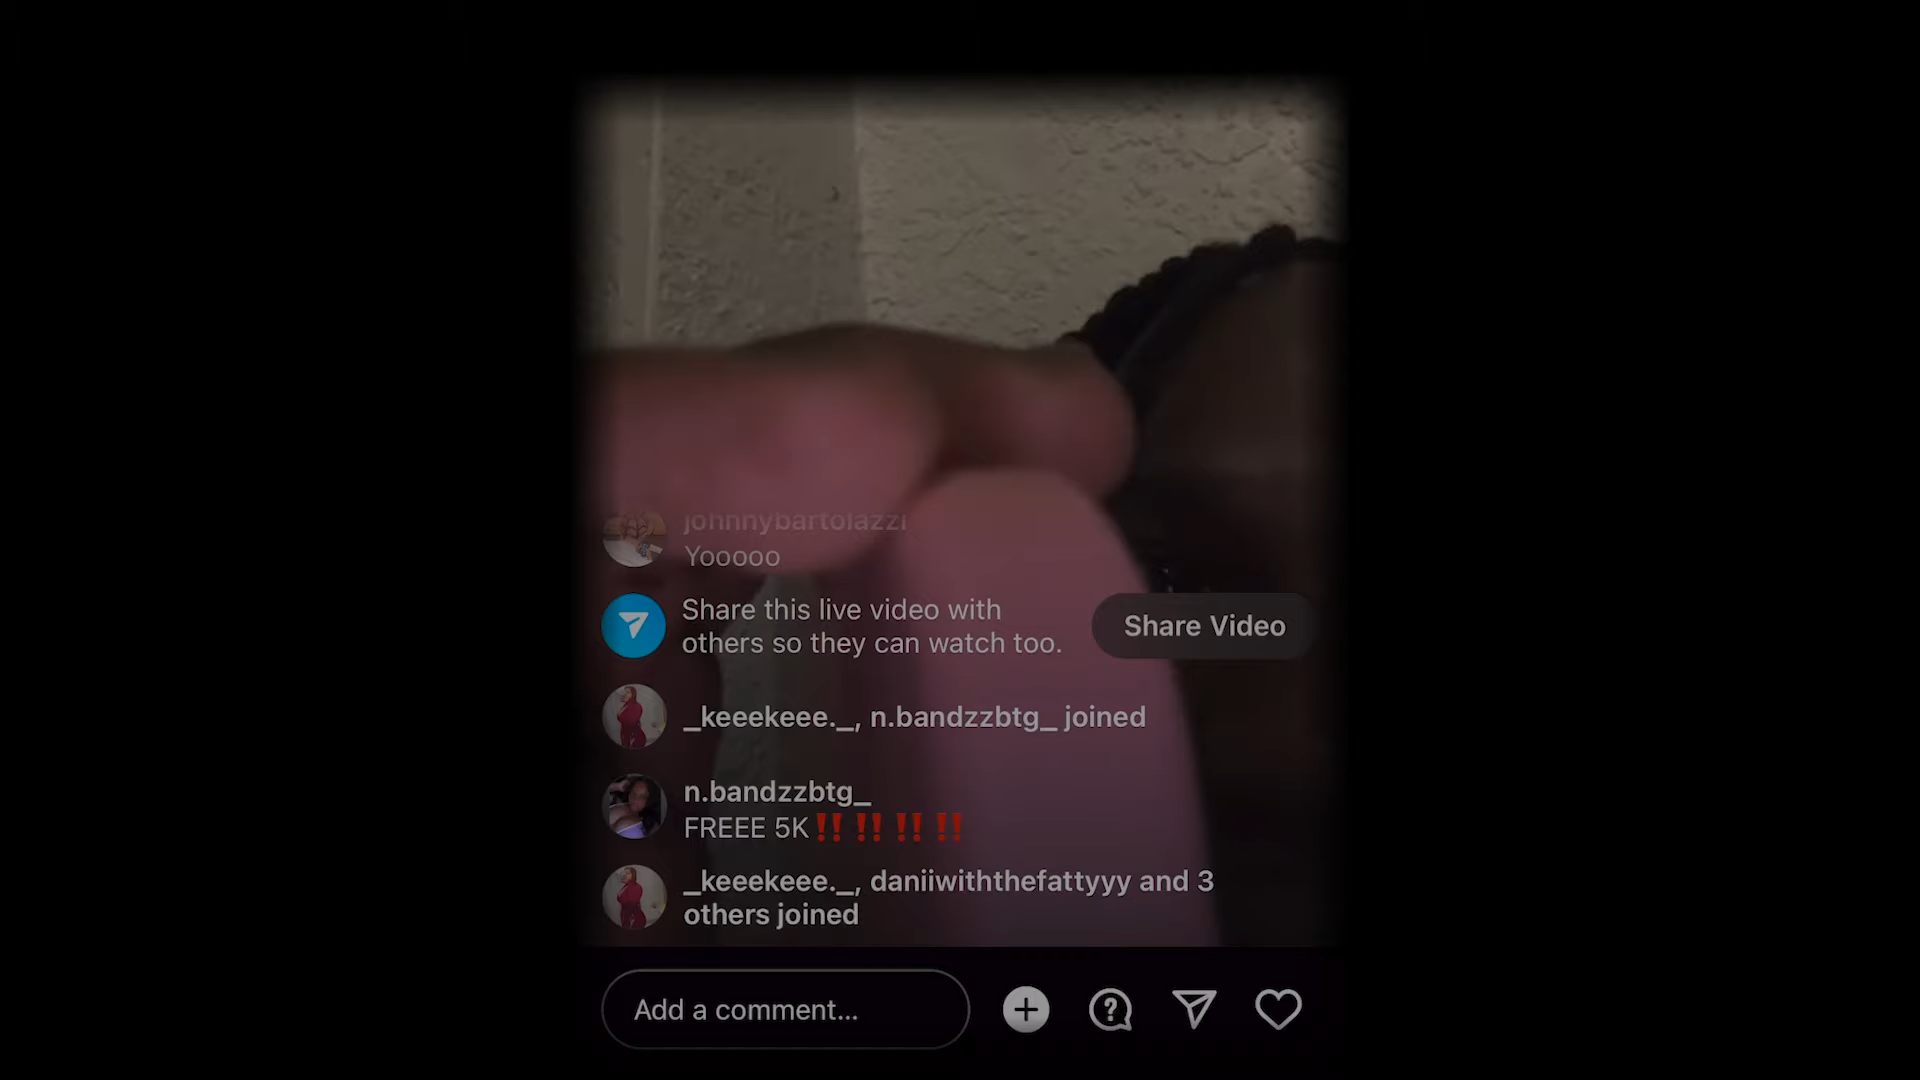 johnnybartolazzi
Yooooo
Share this live video with
others so they can watch too.
Share Video
_keeekeee._, n.bandzzbtg_ joined
n.bandzzbtg_
FREEE 5K‼️‼️‼️‼️
_keeekeee._, daniiwiththefattyyy and 3
others joined
Add a comment...